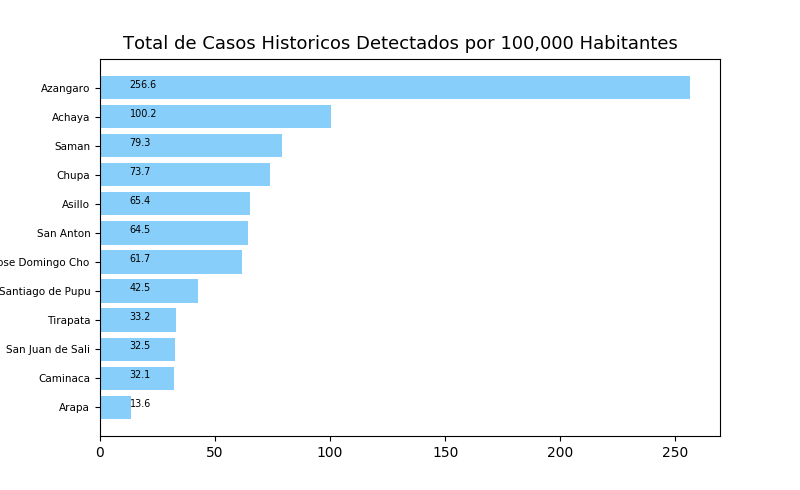 Total de Casos Historicos Detectados por 100,000 Habitantes
Azangaro 256.6
Achaya 100.2
Saman 79.3
Chupa 73.7
Asillo 65.4
San Anton 64.5
Domingo Cho 61.7
Santiago de Pupu 42.5
Tirapata 33.2
San Juan de Sali 32.5
Caminaca 32.1
Arapa 13.6
0 50 100 150 200 250